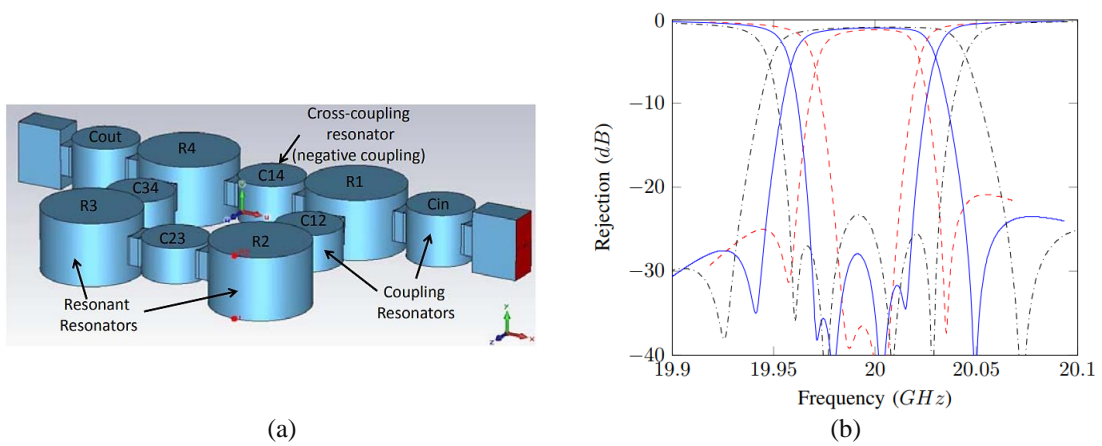 Cross-coupling
resonator
(negative coupling)
Cout
R4
C14
R1
C34
Cin
R3
C12
C23
R2
Resonant
Resonators
Coupling
Resonators
(a)
0
−10
−20
−30
−40
Rejection (dB)
19.9
19.95
20
20.05
20.1
Frequency (GHz)
(b)